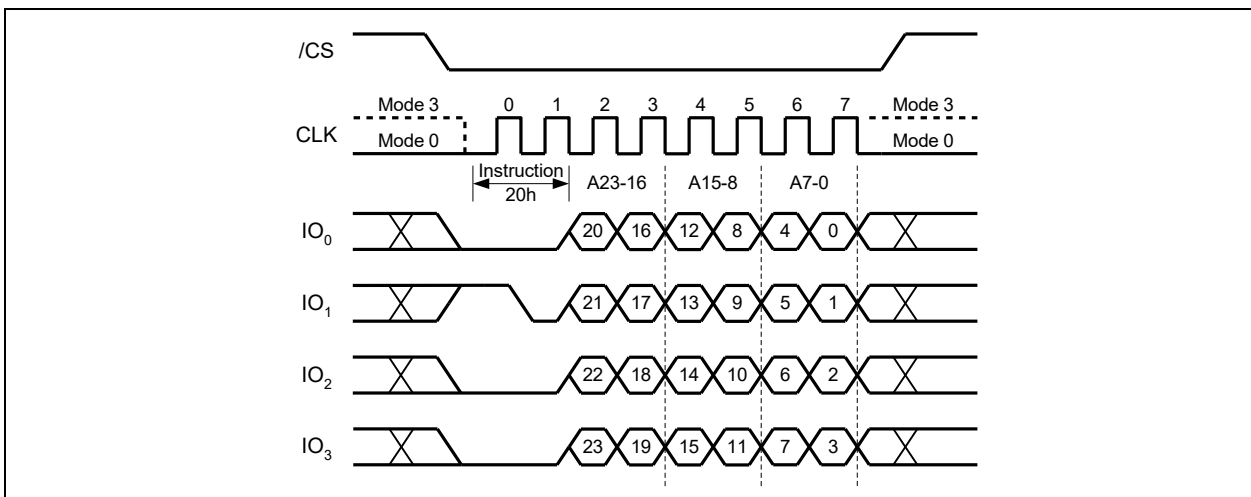 /CS
Mode 3 0 1 2 3 4 5 6 7 Mode 3
CLK
Mode 0 Mode 0
Instruction
20h
A23-16 A15-8 A7-0
IO0 20 16 12 8 4 0
IO1 21 17 13 9 5 1
IO2 22 18 14 10 6 2
IO3 23 19 15 11 7 3